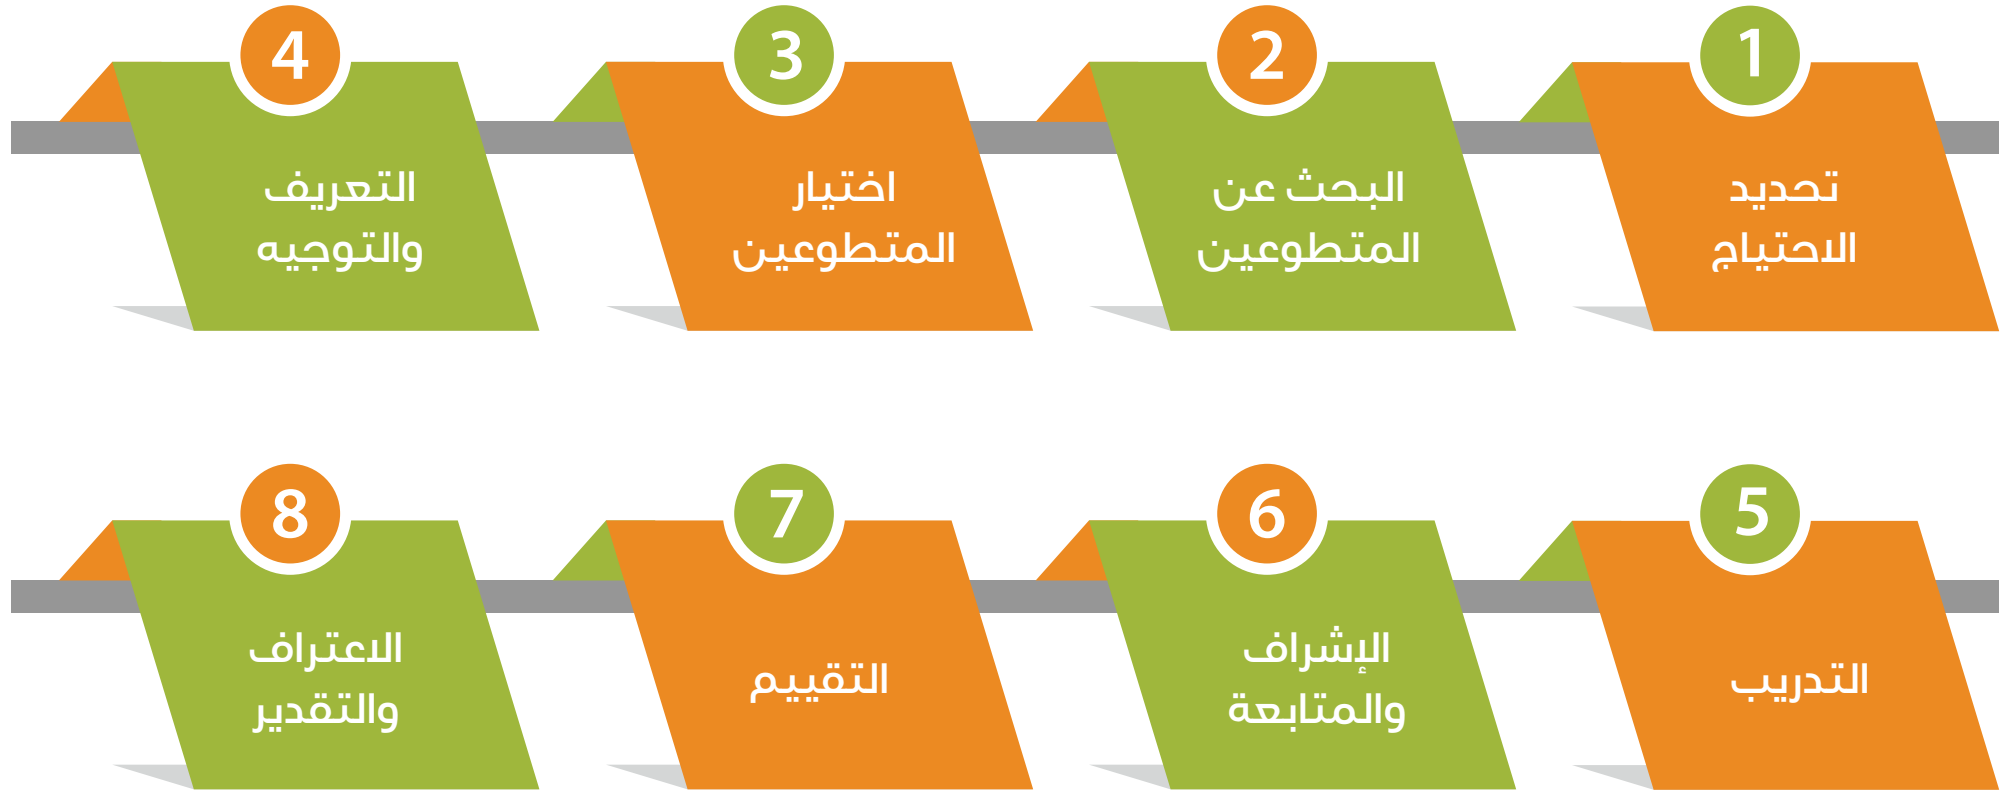 1
تحديد
الاحتياج
2
البحث عن
المتطوعين
3
اختيار
المتطوعين
4
التعريف
والتوجيه
5
التدريب
6
الإشراف
والمتابعة
7
التقييم
8
الاعتراف
والتقدير